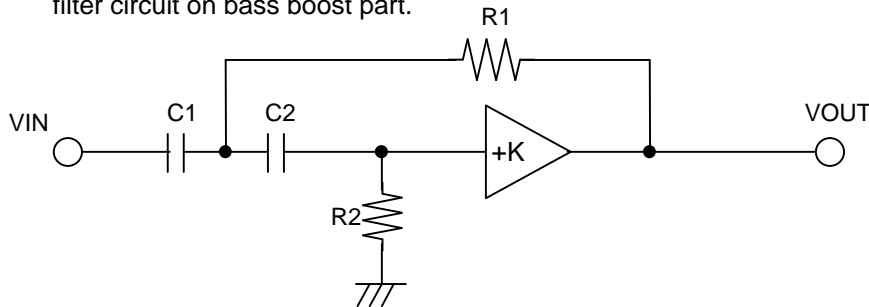 filter circuit on bass boost part.
R1
C1
C2
VIN
VOUT
+K
R2